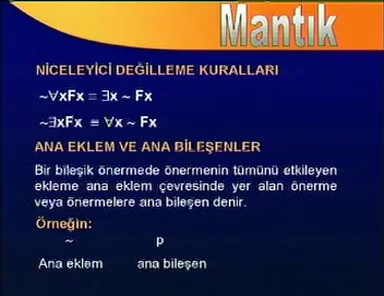 Mantık
NİCELEYİCİ DEĞİLLEME KURALLARI
~∀xFx ≡ ∃x ~ Fx
~∃xFx ≡ ∀x ~ Fx
ANA EKLEM VE ANA BİLEŞENLER
Bir bileşik önermede önermenin tümünü etkileyen
ekleme ana eklem çevresinde yer alan önerme
veya önermelere ana bileşen denir.
Örneğin:
~ p
Ana eklem ana bileşen